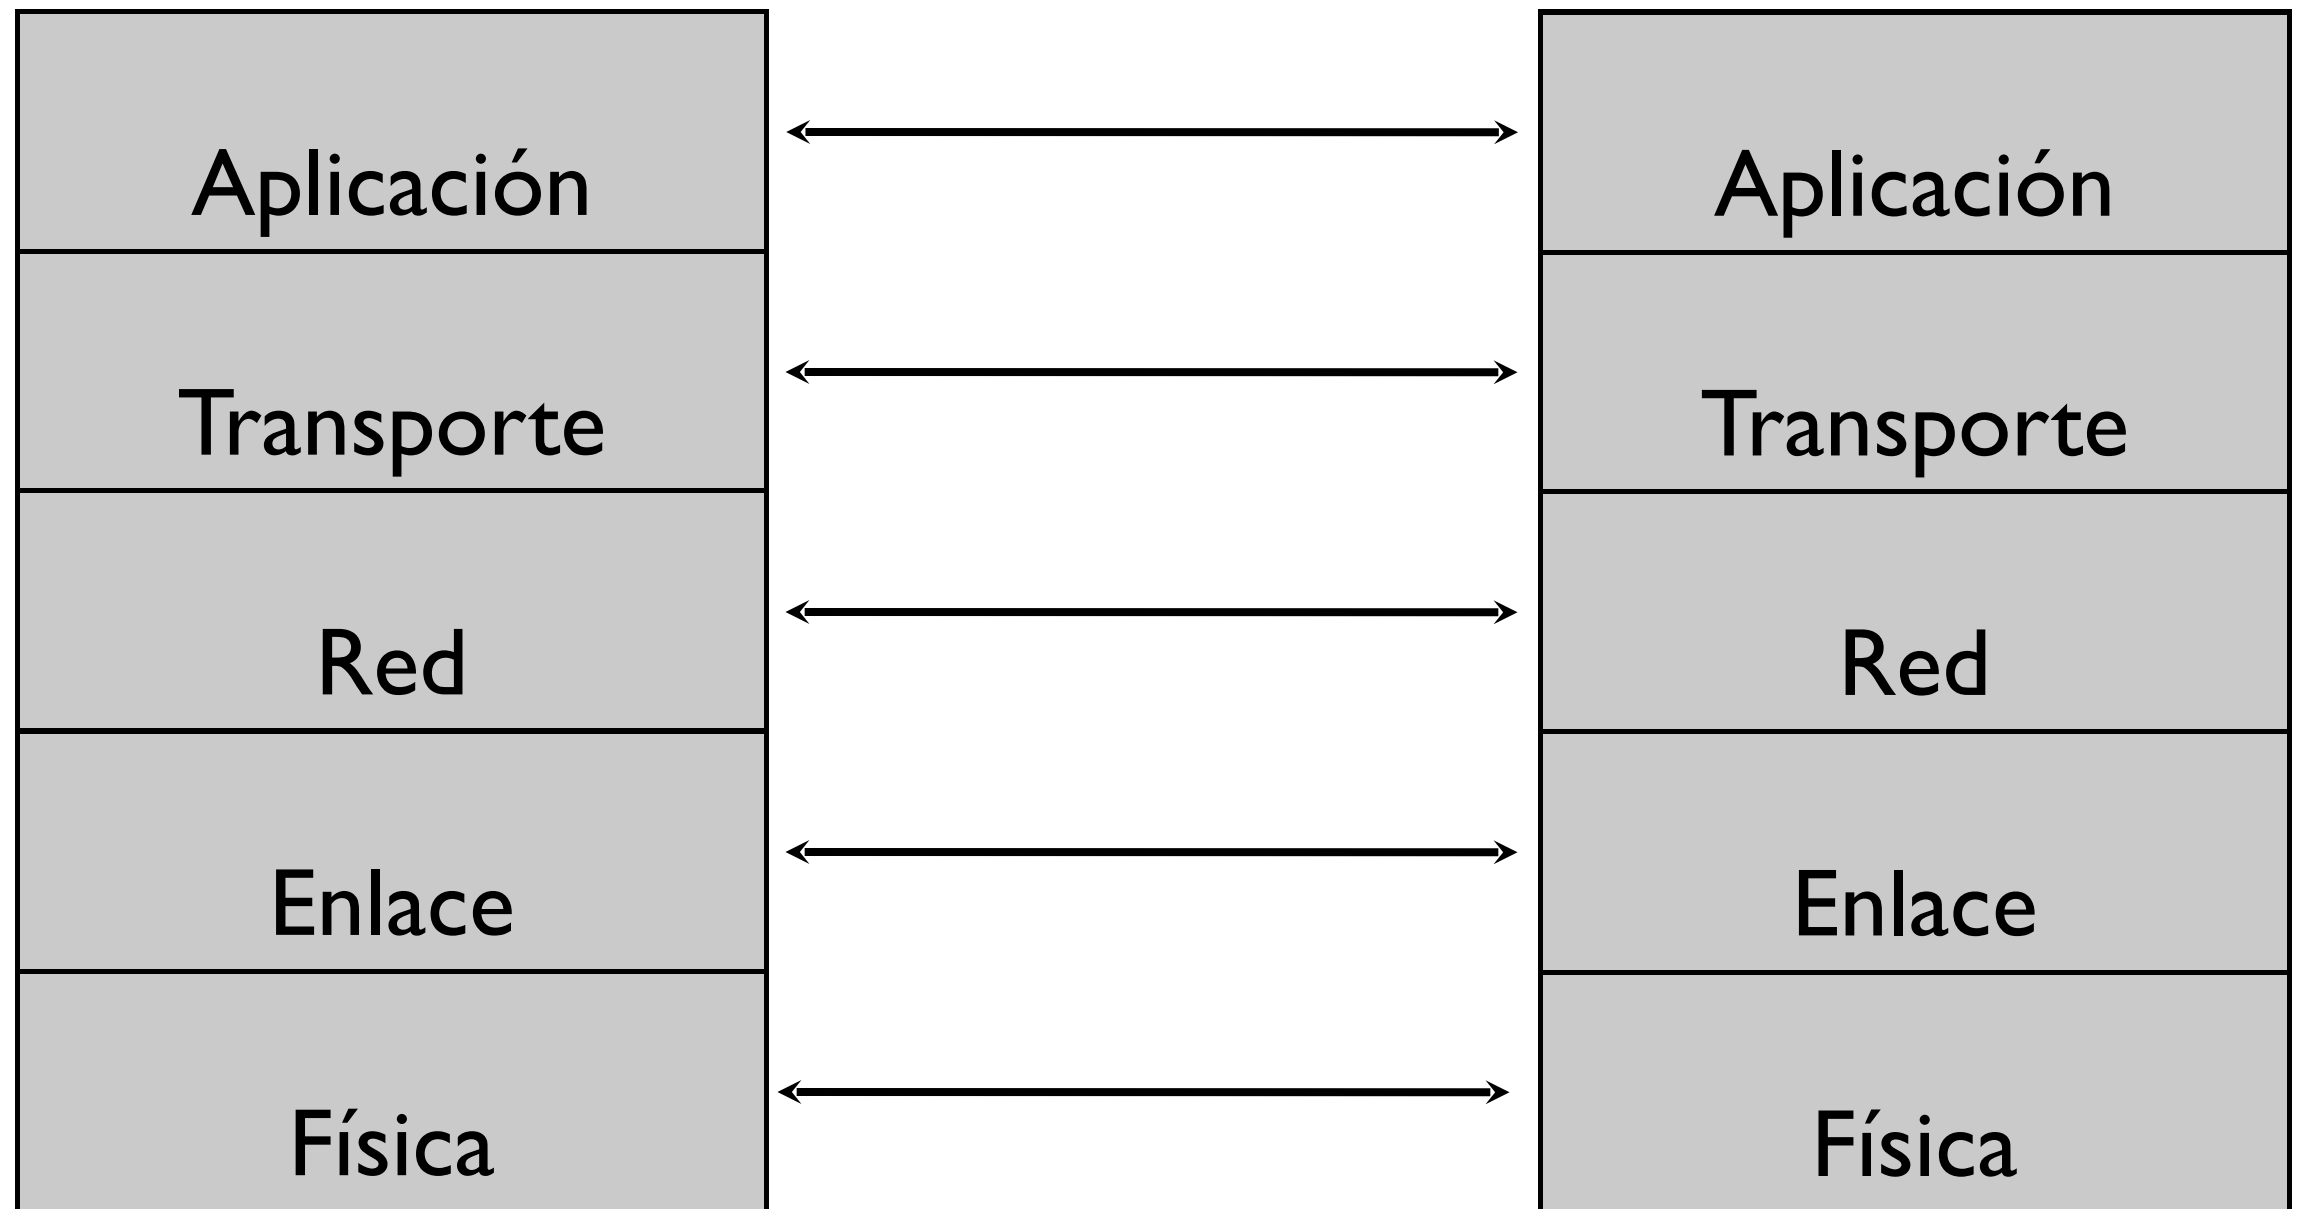 Aplicación
Aplicación
Transporte
Transporte
Red
Red
Enlace
Enlace
Física
Física